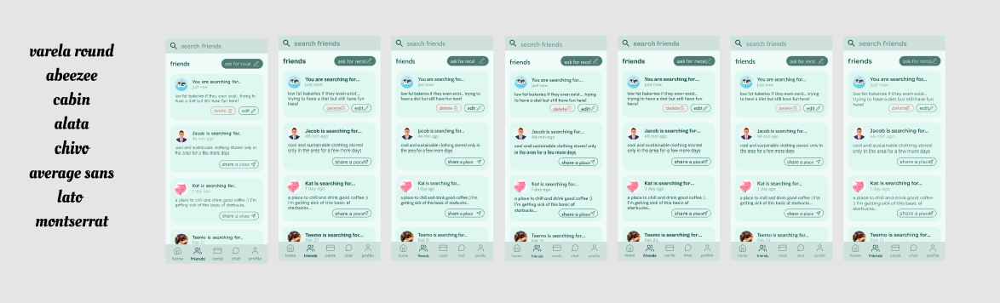 varela round
abeezee
cabin
alata
chivo
average sans
lato
montserrat
search friends
friends
ask for recs!
You are searching for..
just now
low fat bakeries if they even exist.. trying to
have a diet but still have fun here!
delete
edit
Jacob is searching for..
46 min ago
cool and sustainable clothing stores! only in
the area for a few more days
share a place
Kat is searching for..
1 day ago
a place to chill and drink good coffee :)
I'm getting sick of this basic af
starbucks...
share a place
Teemo is searching for..
Feb 21
home
friends
cards
chat
profile
search friends
friends
ask for recs!
You are searching for...
just now
low fat bakeries if they even exist... trying
to have a diet but still have fun
here!
delete
edit
Jacob is searching for...
46 min ago
cool and sustainable clothing stores!
only in the area for a few more days
share a place
Kat is searching for...
1 day ago
a place to chill and drink good coffee :)
I'm getting sick of this basic af
starbucks...
share a place
Teemo is searching for...
Feb 21
home
friends
cards
chat
profile
search friends
friends
ask for recs!
You are searching for...
just now
low fat bakeries if they even exist... trying to
have a diet but still have fun here!
delete
edit
Jacob is searching for...
46 min ago
cool and sustainable clothing stores! only in
the area for a few more days
share a place
Kat is searching for...
1 day ago
a place to chill and drink good coffee :) I'm
getting sick of this basic af starbucks...
share a place
Teemo is searching for...
Feb 21
home
friends
cards
chat
profile
search friends
friends
ask for recs!
You are searching for...
just now
low fat bakeries if they even exist... trying
to have a diet but still have fun here!
delete
edit
Jacob is searching for...
46 min ago
cool and sustainable clothing stores! only
in the area for a few more days
share a place
Kat is searching for...
1 day ago
a place to chill and drink good coffee :)
I'm getting sick of this basic af
starbucks...
share a place
Teemo is searching for...
Feb 21
home
friends
cards
chat
profile
search friends
friends
ask for recs!
You are searching for...
just now
low fat bakeries if they even exist... trying
to have a diet but still have fun here!
delete
edit
Jacob is searching for...
46 min ago
cool and sustainable clothing stores! only
in the area for a few more days
share a place
Kat is searching for...
1 day ago
a place to chill and drink good coffee :)
I'm getting sick of this basic af
starbucks...
share a place
Teemo is searching for...
Feb 21
home
friends
cards
chat
profile
search friends
friends
ask for recs!
You are searching for...
just now
low fat bakeries if they even exist... trying
to have a diet but still have fun here!
delete
edit
Jacob is searching for...
46 min ago
cool and sustainable clothing stores! only in
the area for a few more days
share a place
Kat is searching for...
1 day ago
a place to chill and drink good coffee :) I'm
getting sick of this basic af starbucks...
share a place
Teemo is searching for...
Feb 21
home
friends
cards
chat
profile
search friends
friends
ask for recs!
You are searching for...
just now
low fat bakeries if they even exist...
trying to have a diet but still have fun
here!
delete
edit
Jacob is searching for...
46 min ago
cool and sustainable clothing stores!
only in the area for a few more days
share a place
Kat is searching for...
1 day ago
a place to chill and drink good coffee
:) I'm getting sick of this basic af
starbucks...
share a place
Teemo is searching for...
Feb 21
home
friends
cards
chat
profile